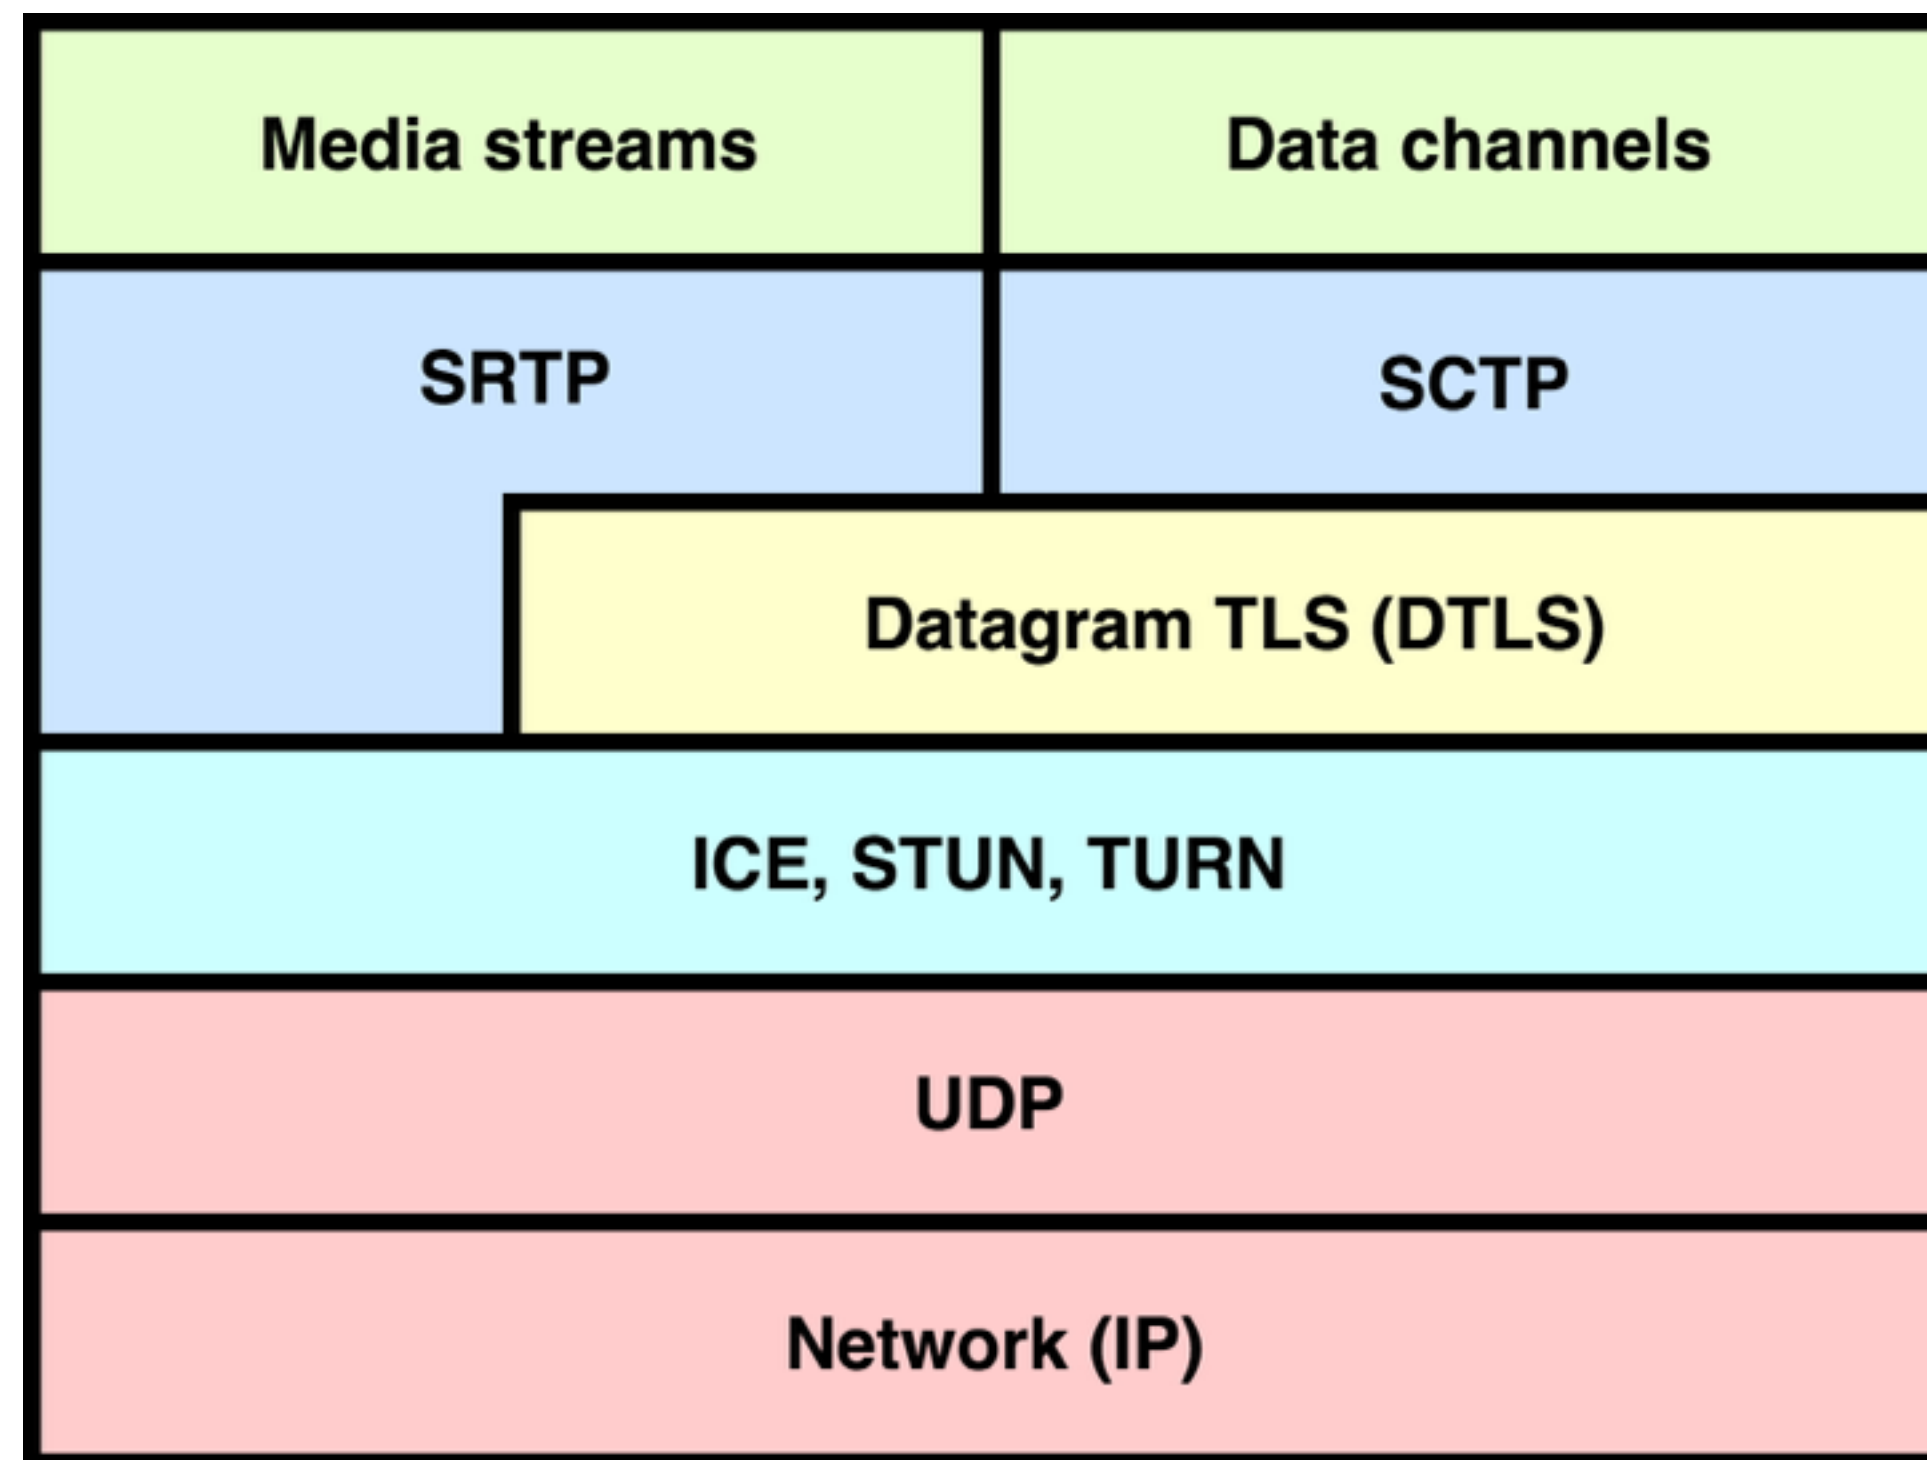 Media streams
Data channels
SRTP
SCTP
Datagram TLS (DTLS)
ICE, STUN, TURN
UDP
Network (IP)